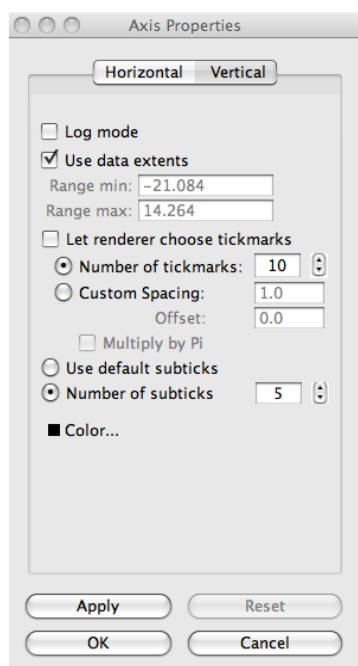 Axis Properties
Horizontal Vertical
Log mode
Use data extents
Range min: -21.084
Range max: 14.264
Let renderer choose tickmarks
Number of tickmarks: 10
Custom Spacing: 1.0
Offset: 0.0
Multiply by Pi
Use default subticks
Number of subticks 5
Color...
Apply Reset
OK Cancel